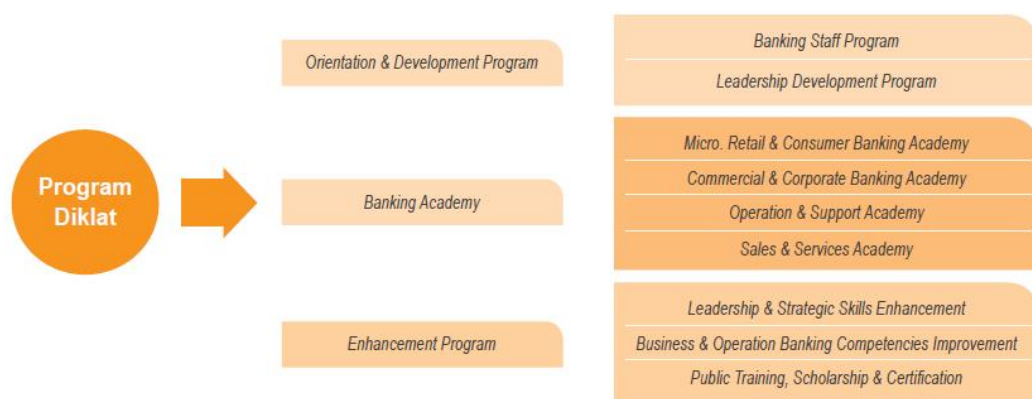 Program
Diklat
Orientation & Development Program
Banking Staff Program
Leadership Development Program
Banking Academy
Micro. Retail & Consumer Banking Academy
Commercial & Corporate Banking Academy
Operation & Support Academy
Sales & Services Academy
Enhancement Program
Leadership & Strategic Skills Enhancement
Business & Operation Banking Competencies Improvement
Public Training, Scholarship & Certification